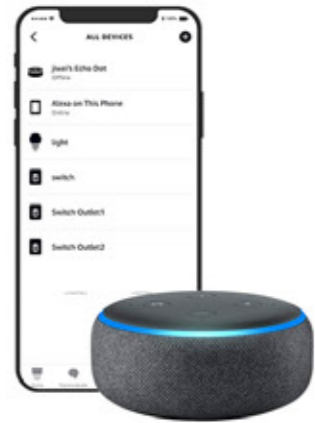 ALL DEVICES
jiwei's Echo Dot
Offline
Alexa on This Phone
Online
light
switch
Switch Outlet1
Switch Outlet2